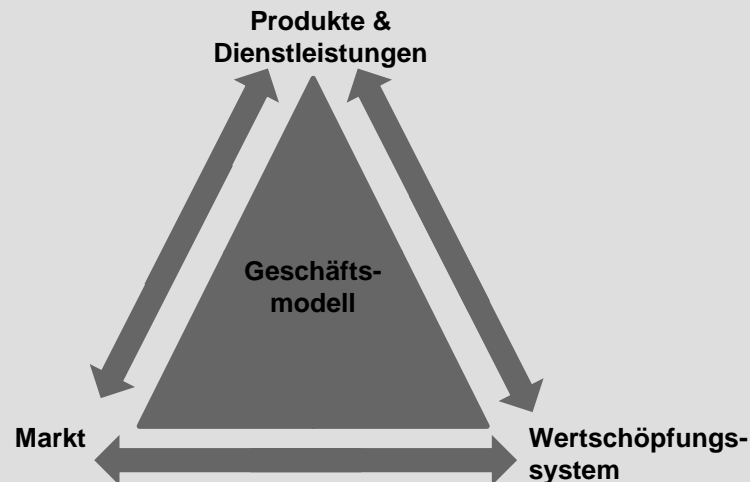 Produkte &
Dienstleistungen
Geschäfts-
modell
Markt
Wertschöpfungs-
system